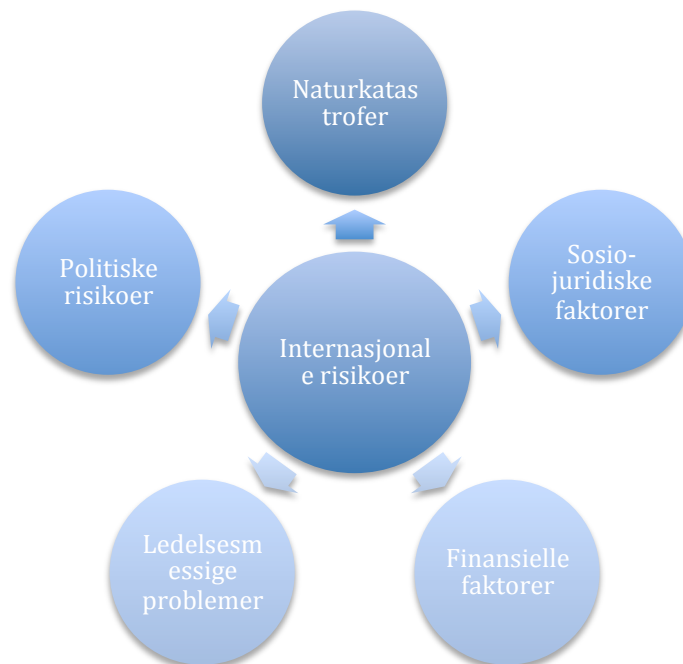 Naturkatas
trofer
Politiske
risikoer
Sosio-
juridiske
faktorer
Internasjonal
e risikoer
Ledelsesm
essige
problemer
Finansielle
faktorer